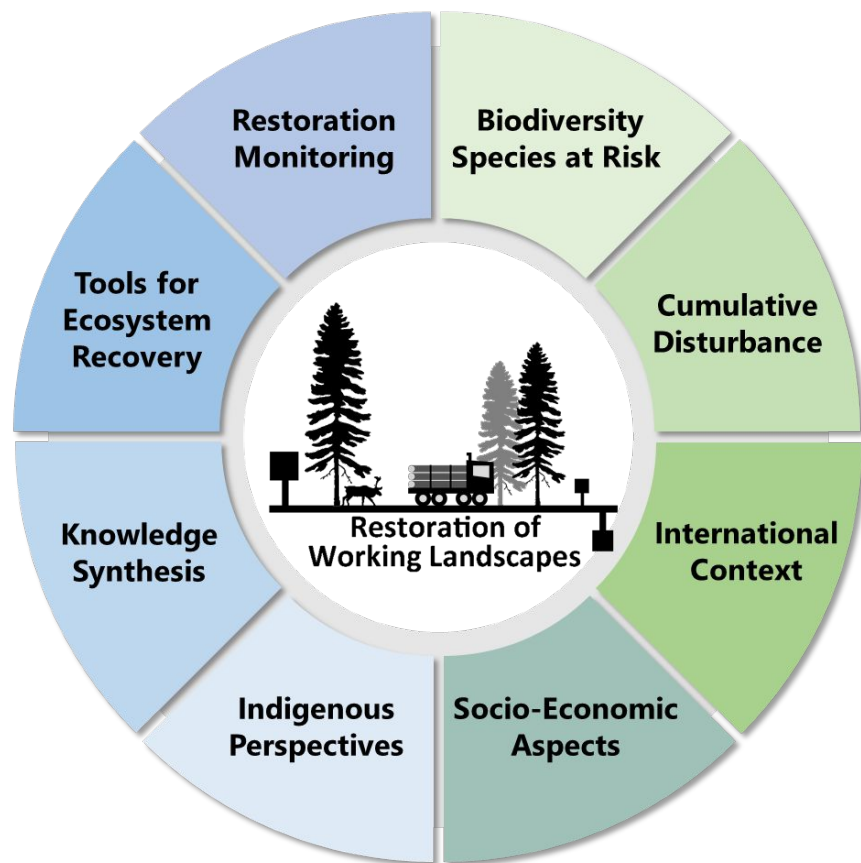 Restoration
Monitoring
Biodiversity
Species at Risk
Tools for
Ecosystem
Recovery
Cumulative
Disturbance
Restoration of
Working Landscapes
Knowledge
Synthesis
International
Context
Indigenous
Perspectives
Socio-Economic
Aspects